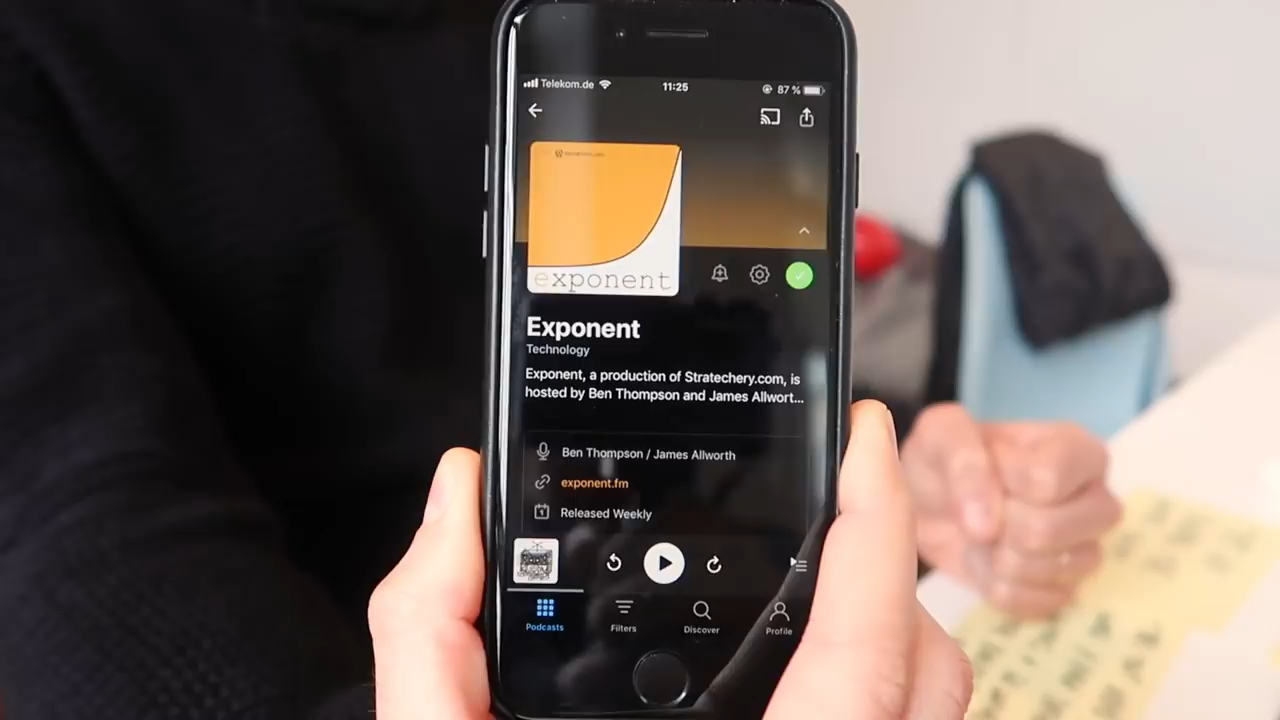 Telekom.de 11:25 87 %
exponent
Exponent
Technology
Exponent, a production of Stratechery.com, is
hosted by Ben Thompson and James Allwort...
Ben Thompson / James Allworth
exponent.fm
Released Weekly
Podcasts Filters Discover Profile